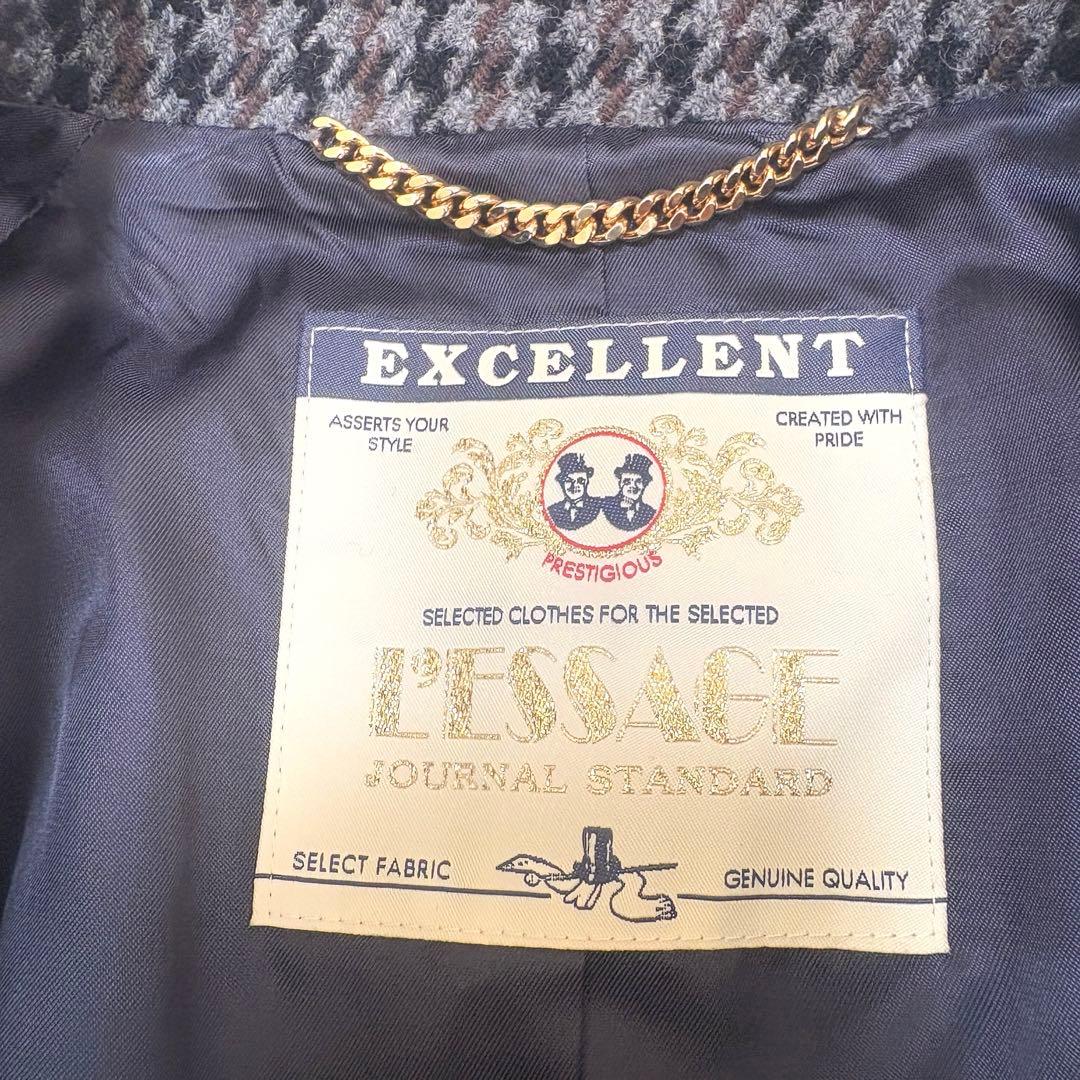 EXCELLENT
ASSERTS YOUR
STYLE
CREATED WITH
PRIDE
PRESTIGIOUS
SELECTED CLOTHES FOR THE SELECTED
L'ESSAGE
JOURNAL STANDARD
SELECT FABRIC
GENUINE QUALITY